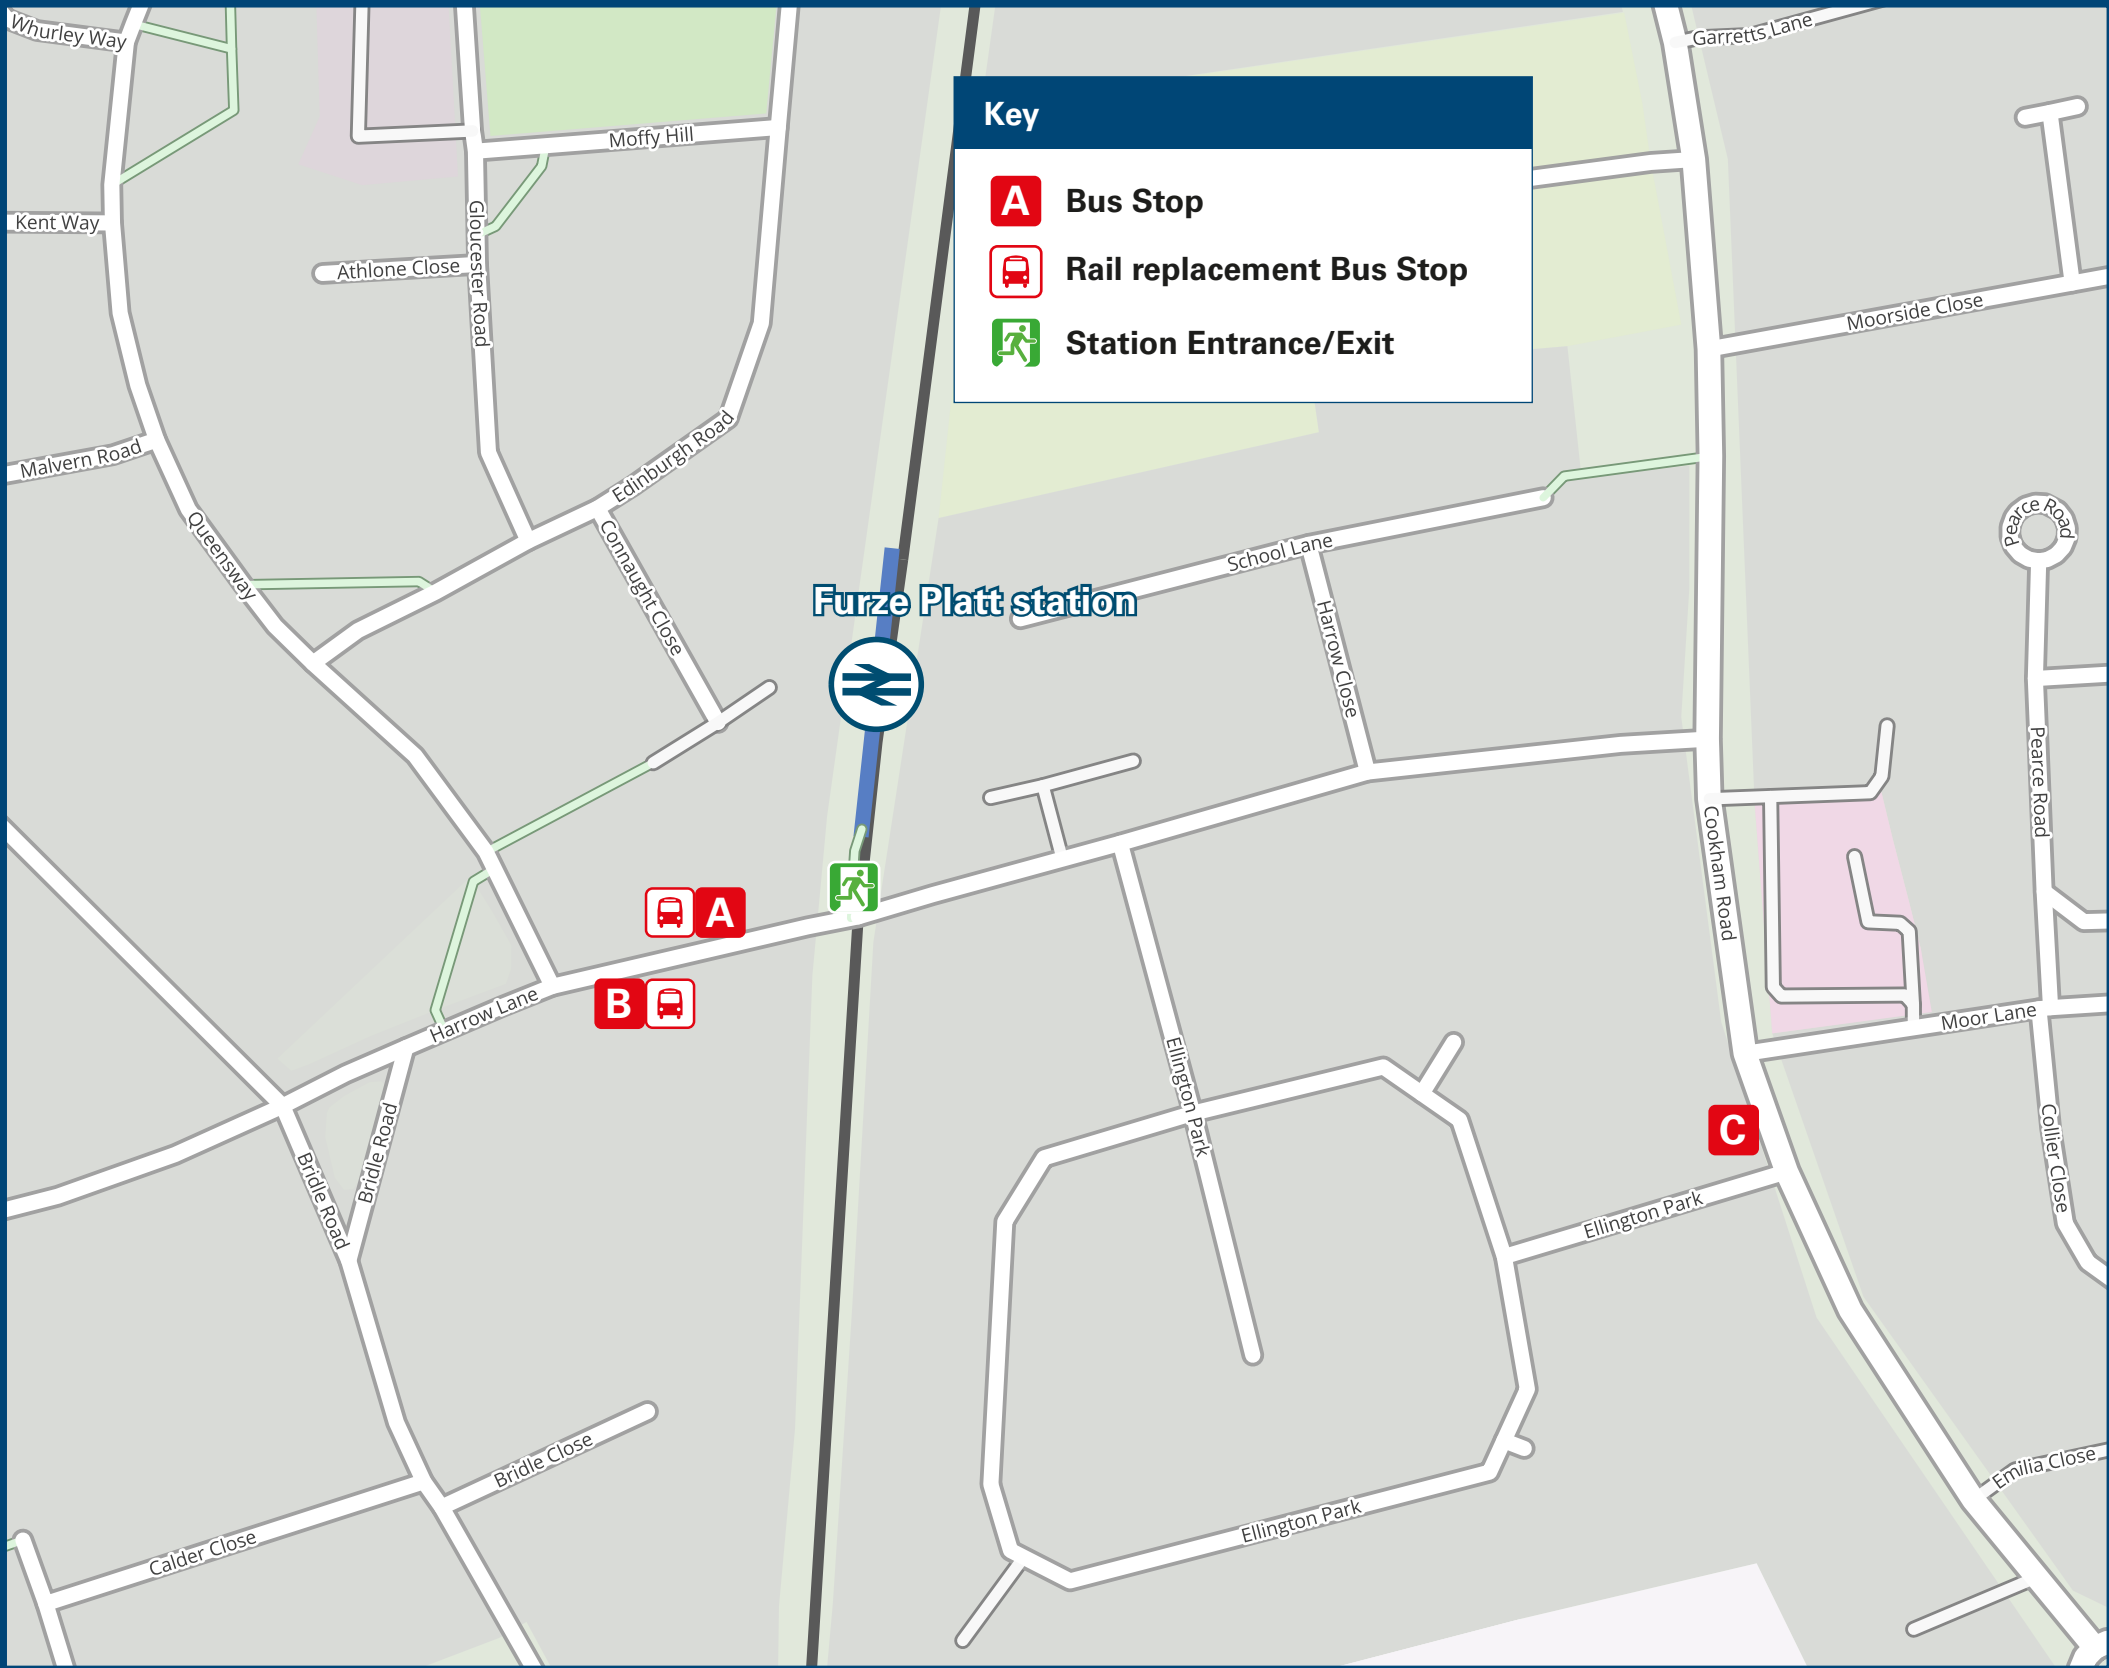 Whurley Way
Garretts Lane
Key
Moffy Hill
A Bus Stop
Kent Way
Gloucester Road
Athlone Close
Rail replacement Bus Stop
Moorside Close
Station Entrance/Exit
Malvern Road
Edinburgh Road
Queensway
Connaught Close
School Lane
Pearce Road
Furze Platt station
Harrow Close
Pearce Road
Cookham Road
A
B
Harrow Lane
Moor Lane
Ellington Park
Bridle Road
Bridle Road
C
Collier Close
Ellington Park
Bridle Close
Emilia Close
Ellington Park
Calder Close